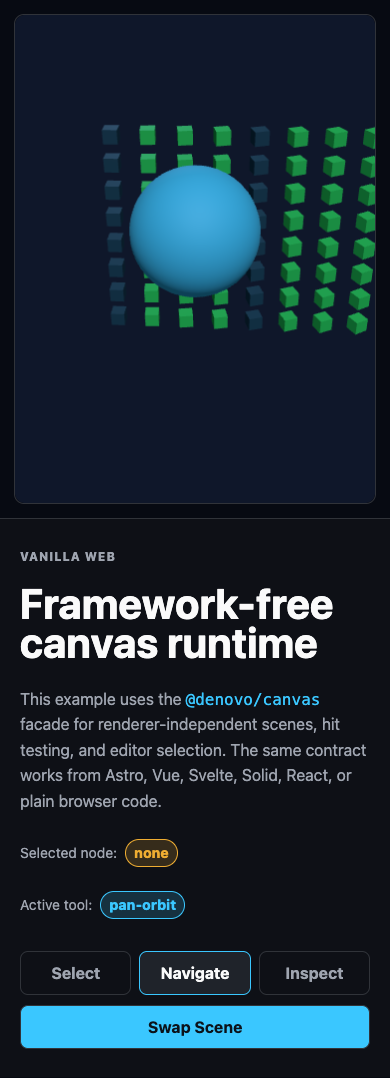 VANILLA WEB
Framework-free
canvas runtime
This example uses the @denovo/canvas
facade for renderer-independent scenes, hit
testing, and editor selection. The same contract
works from Astro, Vue, Svelte, Solid, React, or
plain browser code.
Selected node: none
Active tool: pan-orbit
Select Navigate Inspect
Swap Scene